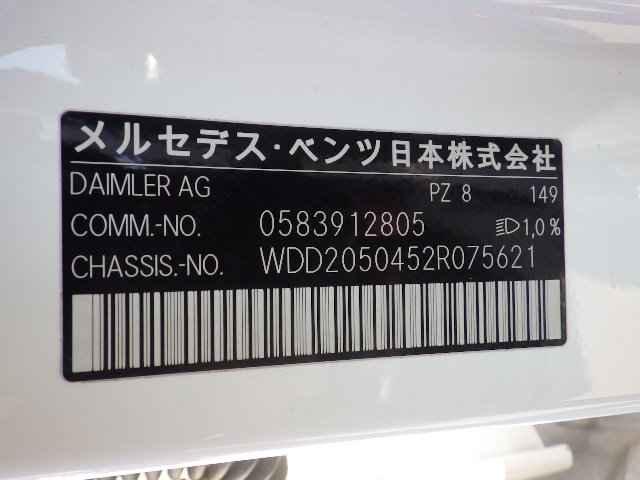 メルセデス・ベンツ日本株式会社
DAIMLER AG PZ 8 149
COMM.-NO. 0583912805 1,0%
CHASSIS.-NO. WDD2050452R075621